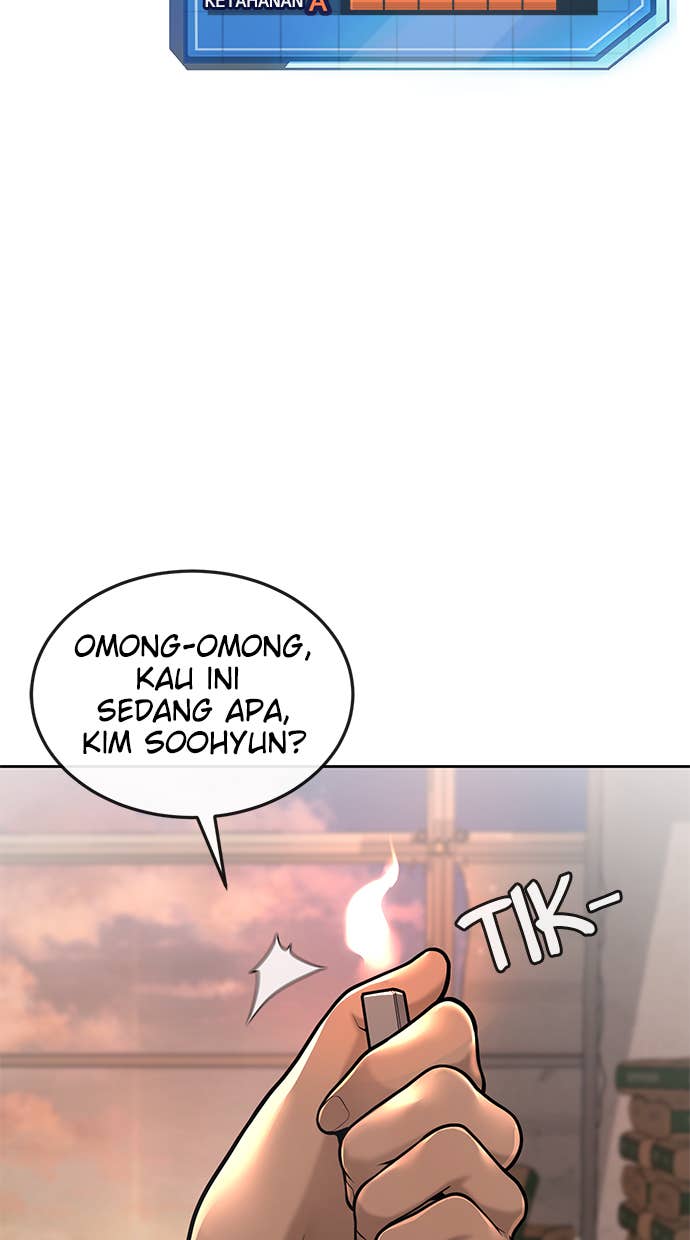 KETAHANAN A
OMONG-OMONG,
KAU INI
SEDANG APA,
KIM SOOHYUN?
TIK-